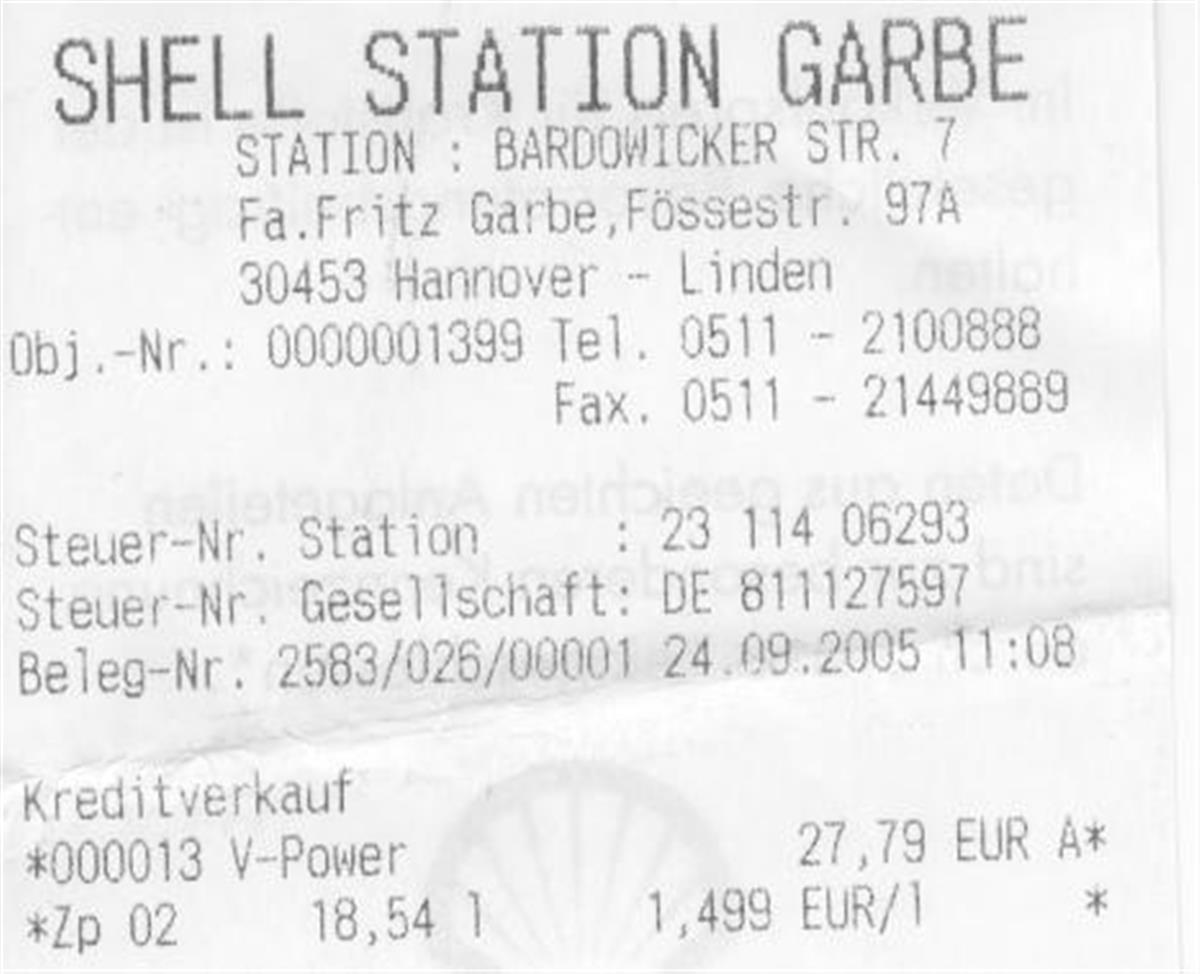 SHELL STATION GARBE
STATION : BARDOWICKER STR. 7
Fa.Fritz Garbe,Fössestr. 97A
30453 Hannover - Linden
Obj.-Nr.: 0000001399 Tel. 0511 - 2100888
Fax. 0511 - 21449889
Steuer-Nr. Station : 23 114 06293
Steuer-Nr. Gesellschaft: DE 811127597
Beleg-Nr. 2583/026/00001 24.09.2005 11:08
Kreditverkauf
*000013 V-Power 27,79 EUR A*
*Zp 02 18,54 l 1,499 EUR/l *